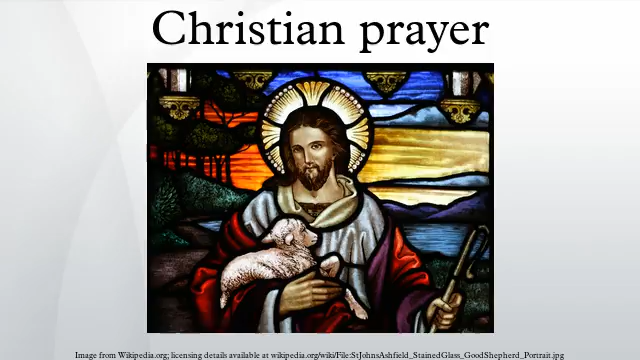 Christian prayer
Image from Wikipedia.org; licensing details available at wikipedia.org/wiki/File:StJohnsAshfield_StainedGlass_GoodShepherd_Portrait.jpg